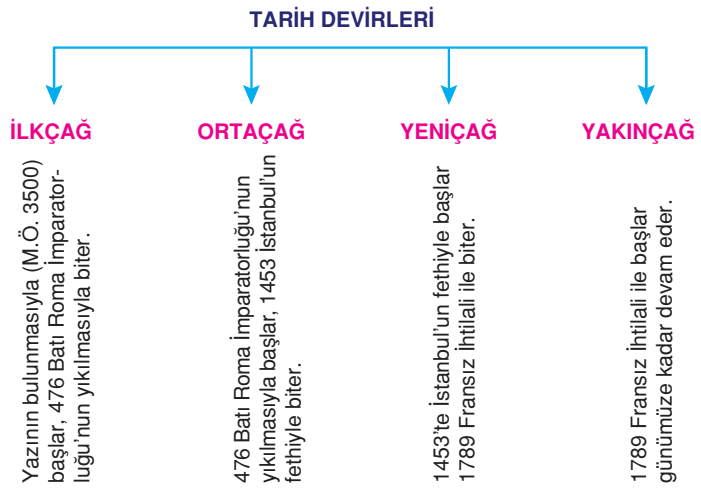 TARİH DEVİRLERİ
İLKÇAĞ
Yazının bulunmasıyla (M.Ö. 3500)
başlar, 476 Batı Roma İmparator-
luğu'nun yıkılmasıyla biter.
ORTAÇAĞ
476 Batı Roma İmparatorluğu'nun
yıkılmasıyla başlar, 1453 İstanbul'un
fethiyle biter.
YENİÇAĞ
1453'te İstanbul'un fethiyle başlar
1789 Fransız İhtilali ile biter.
YAKINÇAĞ
1789 Fransız İhtilali ile başlar
günümüze kadar devam eder.